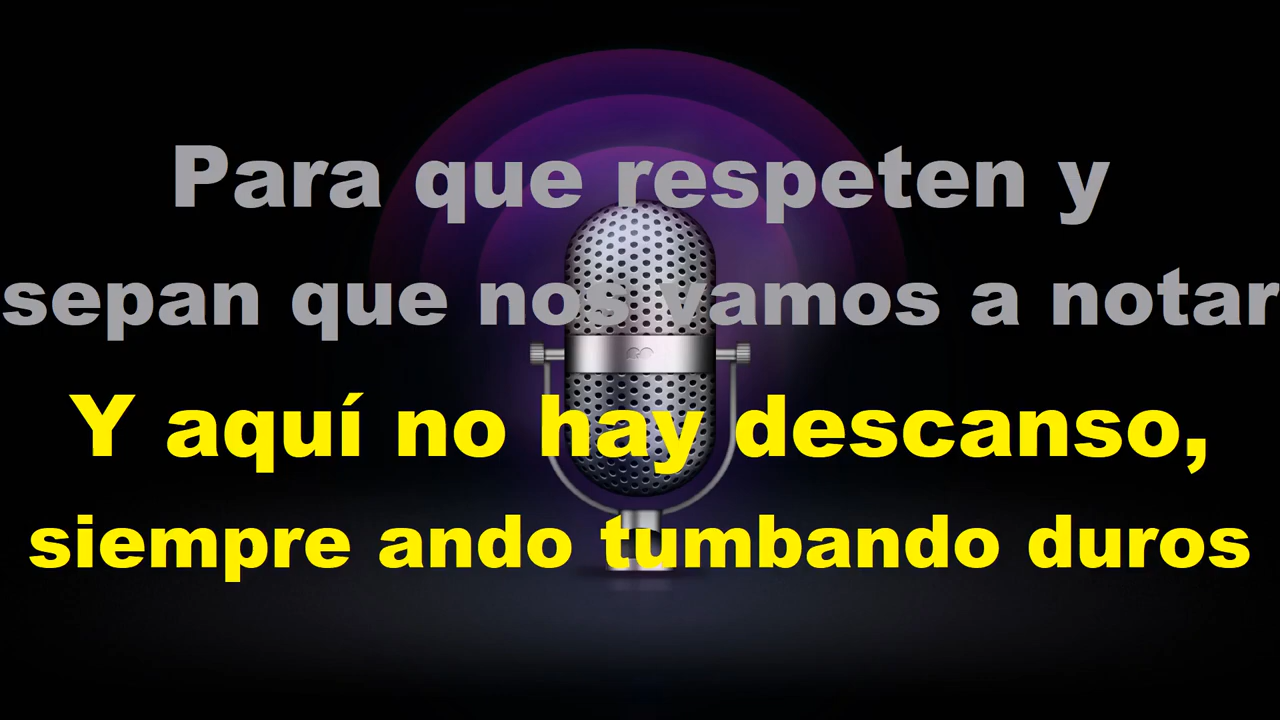 Para que respeten y
sepan que nos vamos a notar
Y aquí no hay descanso,
siempre ando tumbando duros